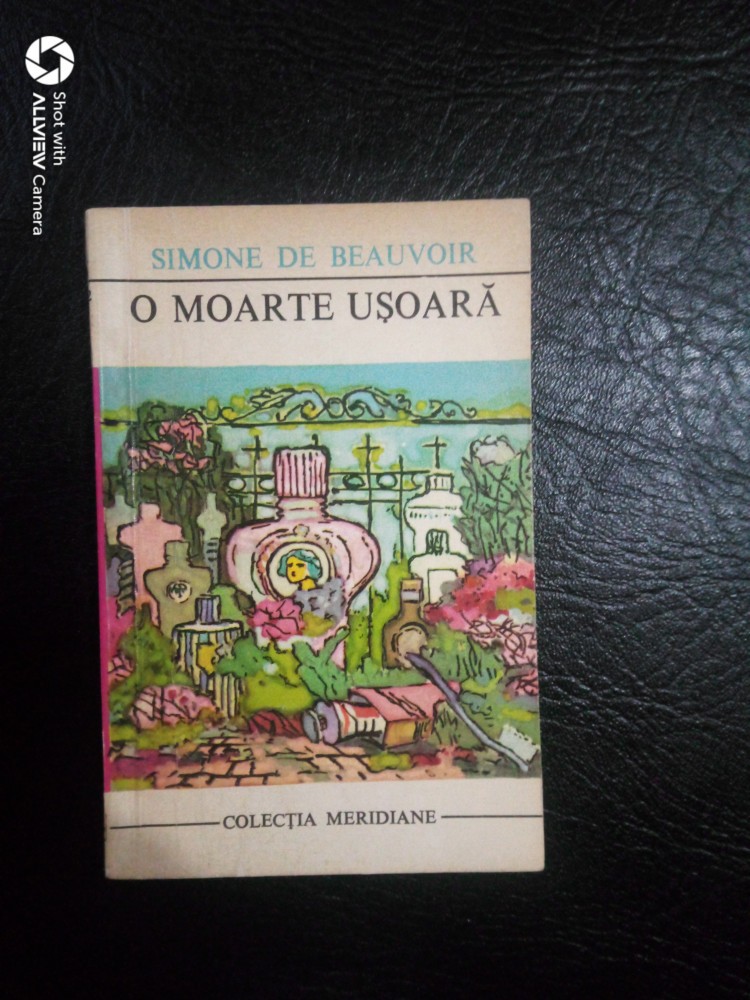 Shot with
ALLVIEW Camera
SIMONE DE BEAUVOIR
O MOARTE UȘOARĂ
COLECȚIA MERIDIANE